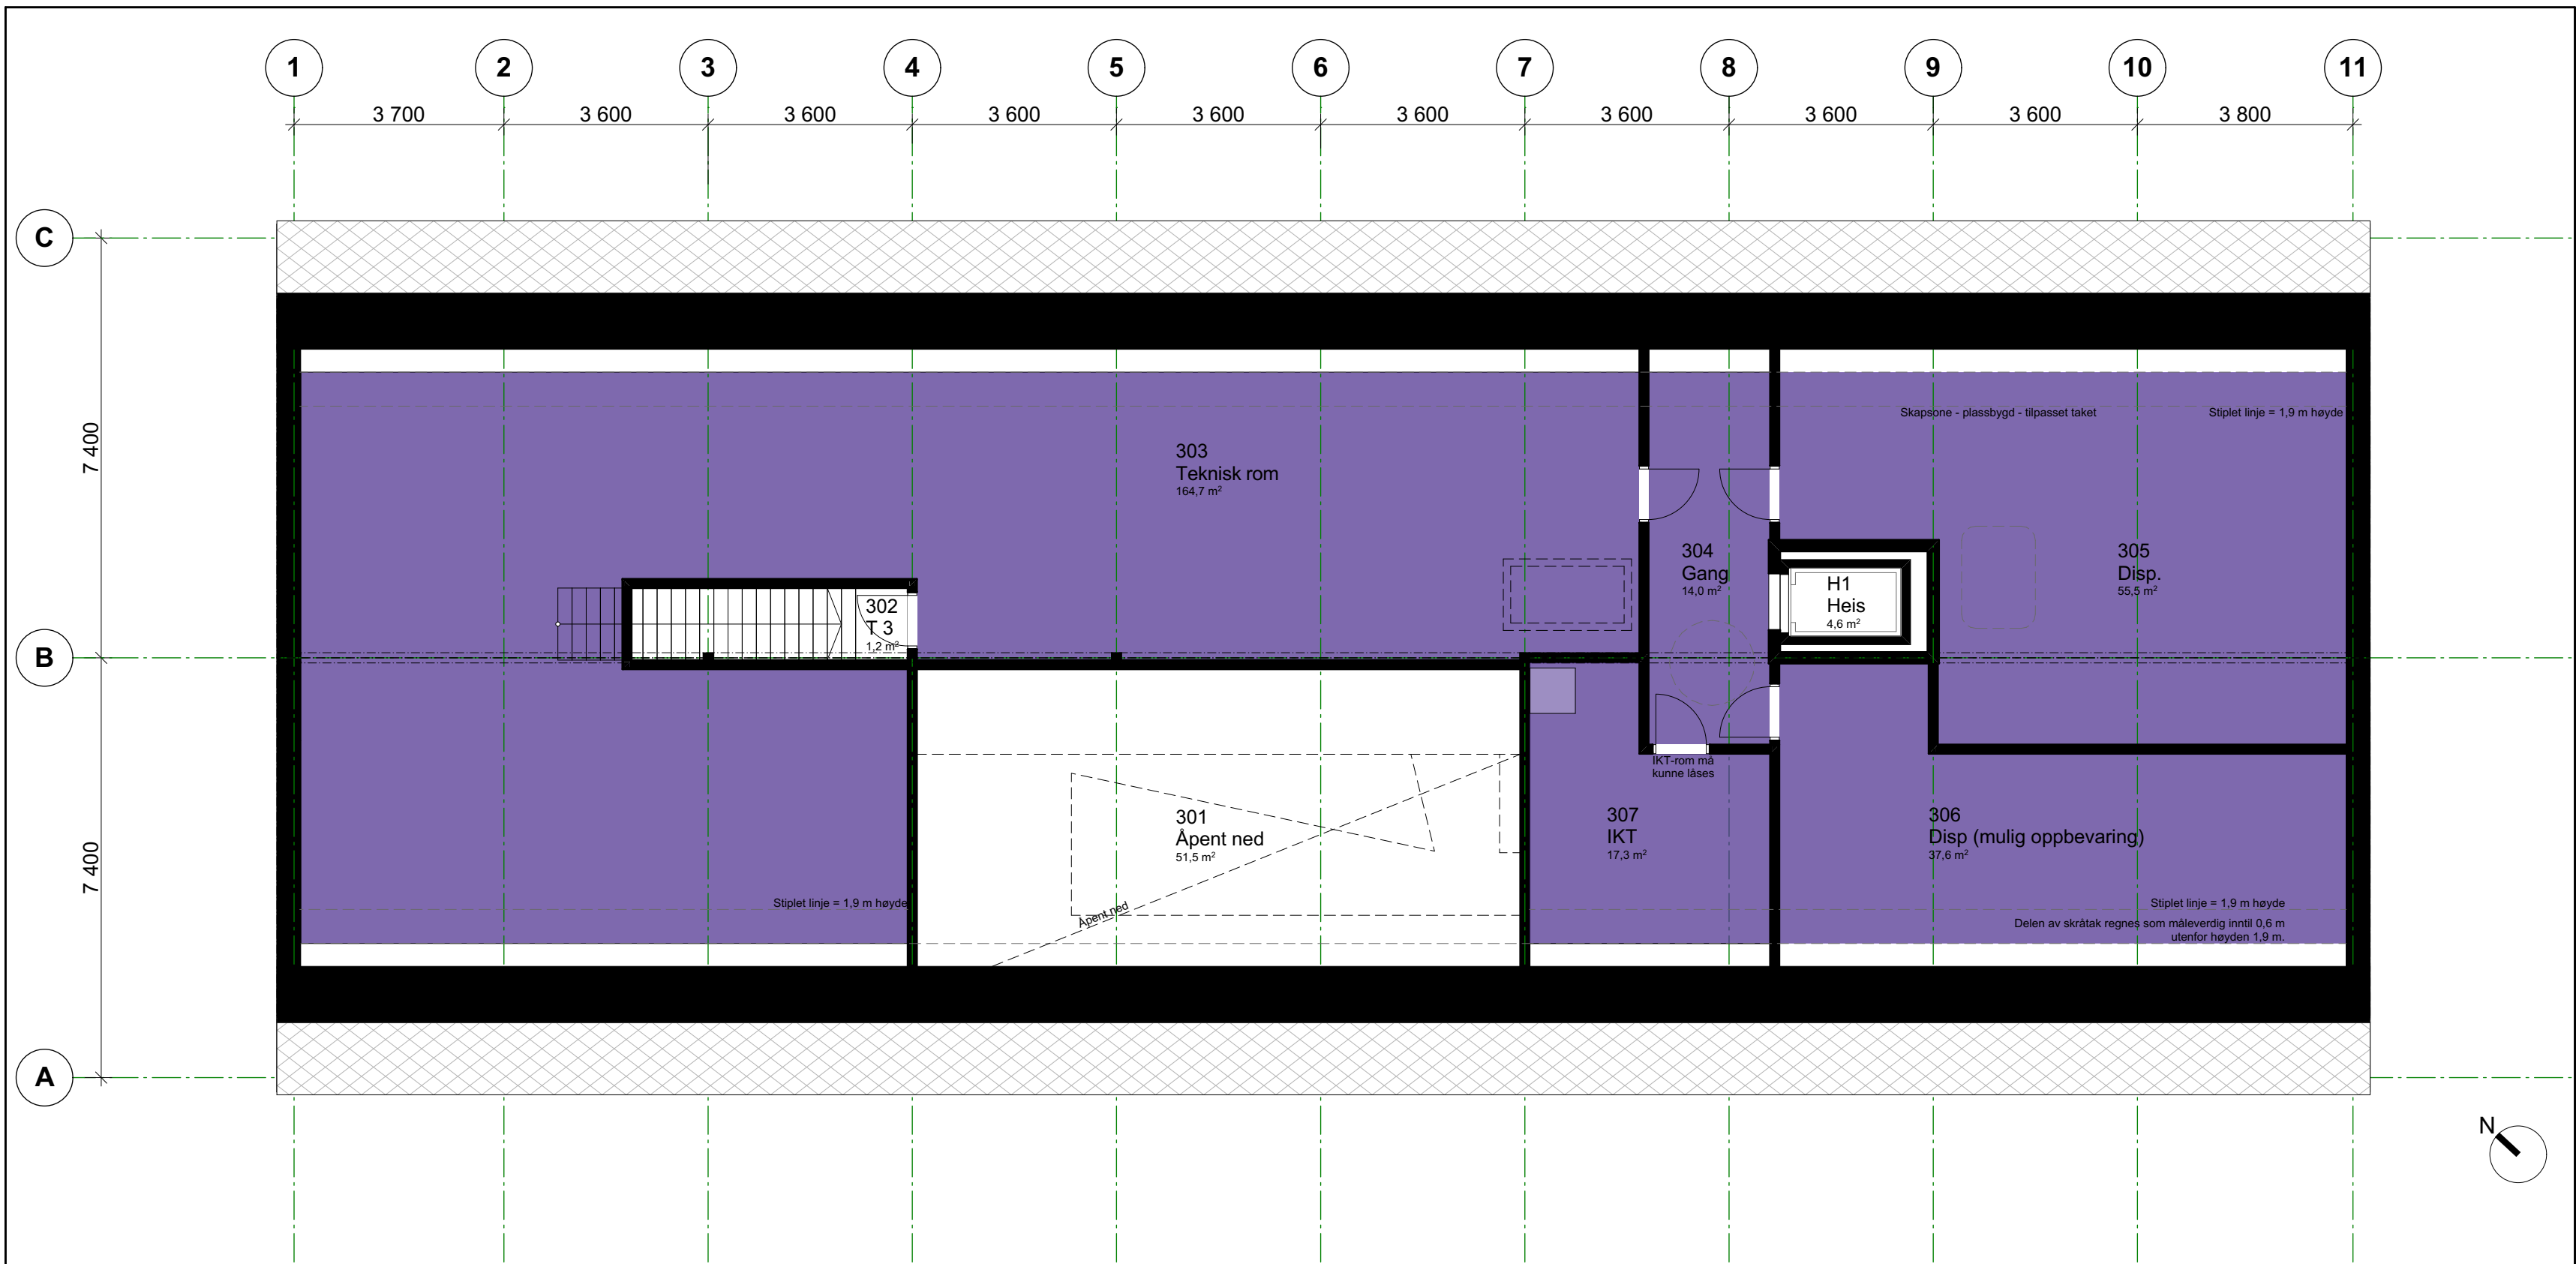 1 2 3 4 5 6 7 8 9 10 11
3 700 3 600 3 600 3 600 3 600 3 600 3 600 3 600 3 600 3 800
C
7 400
Skapsone - plassbygd - tilpasset taket
Stiplet linje = 1,9 m høyde
303
Teknisk rom
164,7 m²
304
Gang
14,0 m²
H1
Heis
4,6 m²
305
Disp.
55,5 m²
302
T 3
1,2 m²
B
7 400
IKT-rom må
kunne låses
301
Åpent ned
51,5 m²
307
IKT
17,3 m²
306
Disp (mulig oppbevaring)
37,6 m²
Stiplet linje = 1,9 m høyde
Åpent ned
Stiplet linje = 1,9 m høyde
Delen av skråtak regnes som måleverdig inntil 0,6 m
utenfor høyden 1,9 m.
A
N